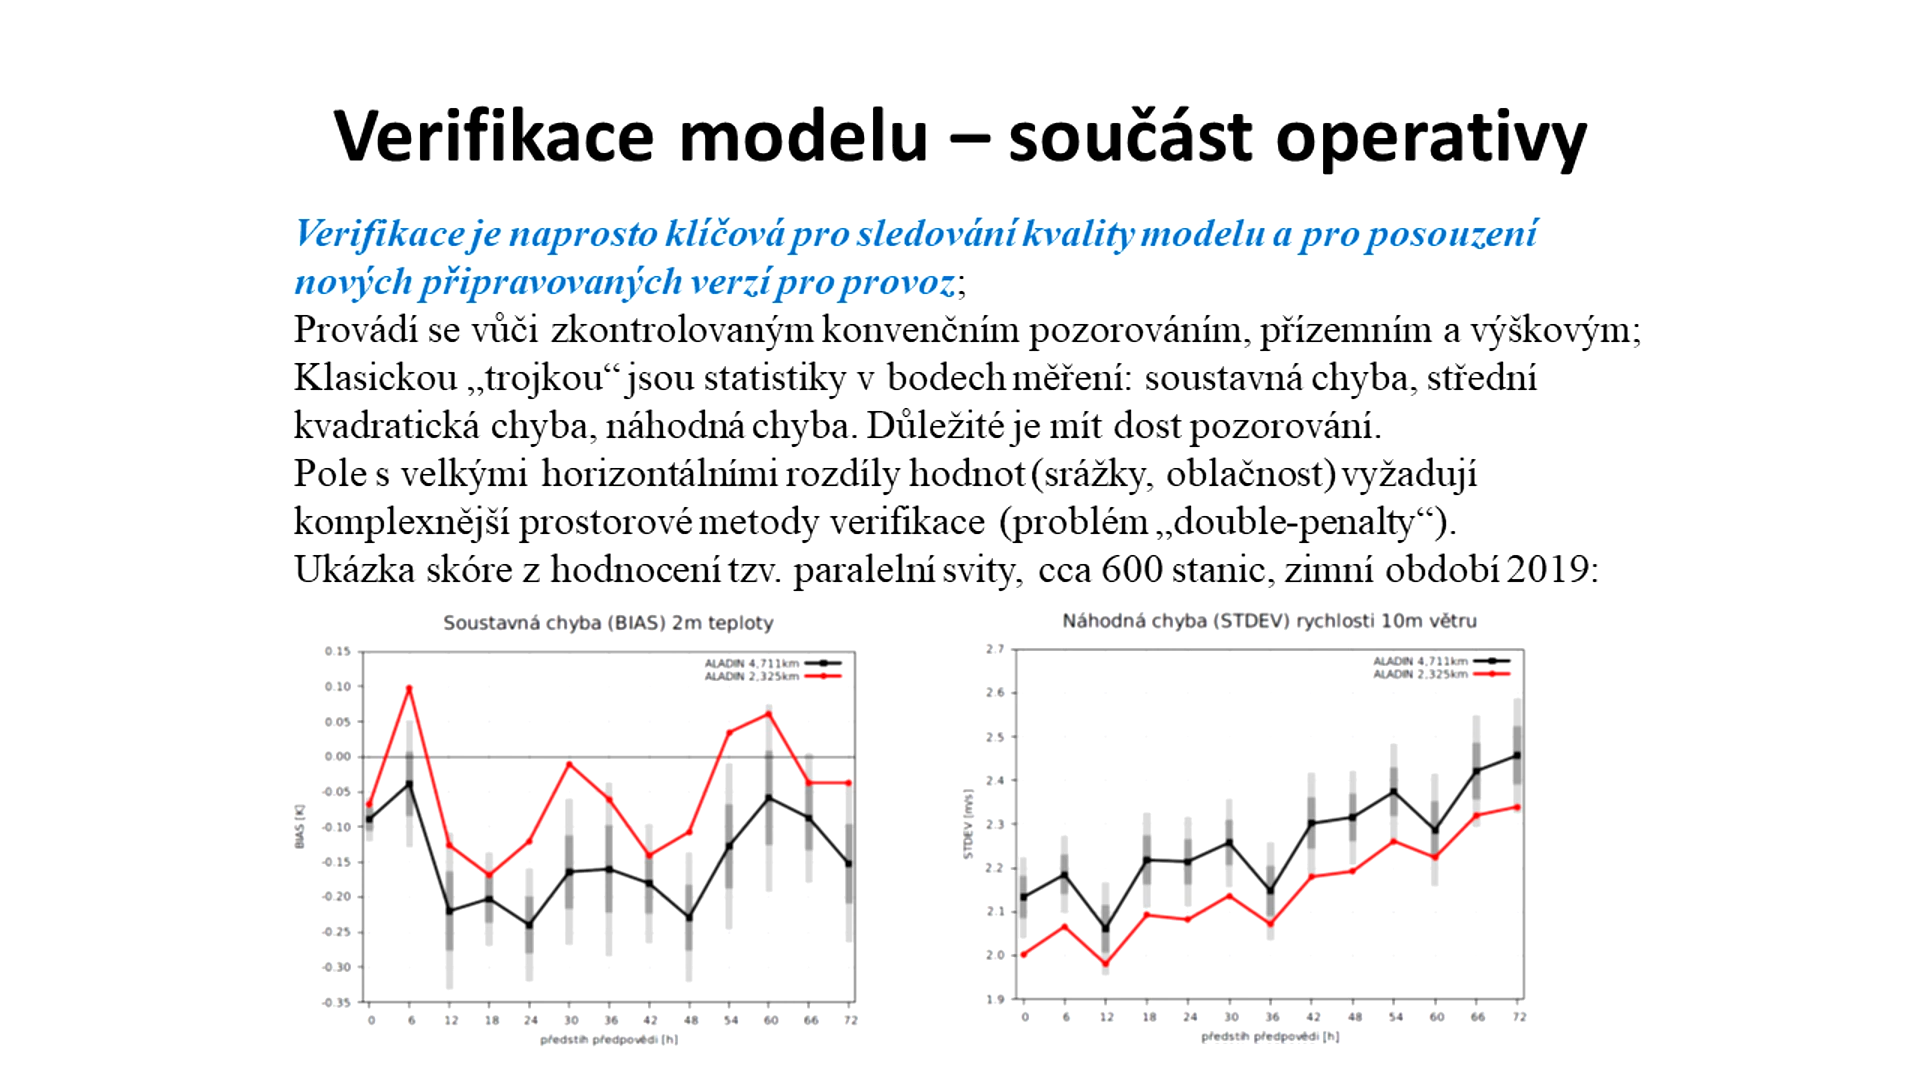 Verifikace modelu – součást operativy
Verifikace je naprosto klíčová pro sledování kvality modelu a pro posouzení
nových připravovaných verzí pro provoz;
Provádí se vůči zkontrolovaným konvenčním pozorováním, přízemním a výškovým;
Klasickou „trojkou“ jsou statistiky v bodech měření: soustavná chyba, střední
kvadratická chyba, náhodná chyba. Důležité je mít dost pozorování.
Pole s velkými horizontálními rozdíly hodnot (srážky, oblačnost) vyžadují
komplexnější prostorové metody verifikace (problém „double-penalty“).
Ukázka skóre z hodnocení tzv. paralelní svity, cca 600 stanic, zimní období 2019:
Soustavná chyba (BIAS) 2m teploty
ALADIN 4,711km
ALADIN 2,325km
0.15
0.10
0.05
0.00
-0.05
-0.10
-0.15
-0.20
-0.25
-0.30
-0.35
BIAS [K]
0 6 12 18 24 30 36 42 48 54 60 66 72
předstih předpovědi [h]
Náhodná chyba (STDEV) rychlosti 10m větru
ALADIN 4,711km
ALADIN 2,325km
2.7
2.6
2.5
2.4
2.3
2.2
2.1
2.0
1.9
STDEV [m/s]
0 6 12 18 24 30 36 42 48 54 60 66 72
předstih předpovědi [h]